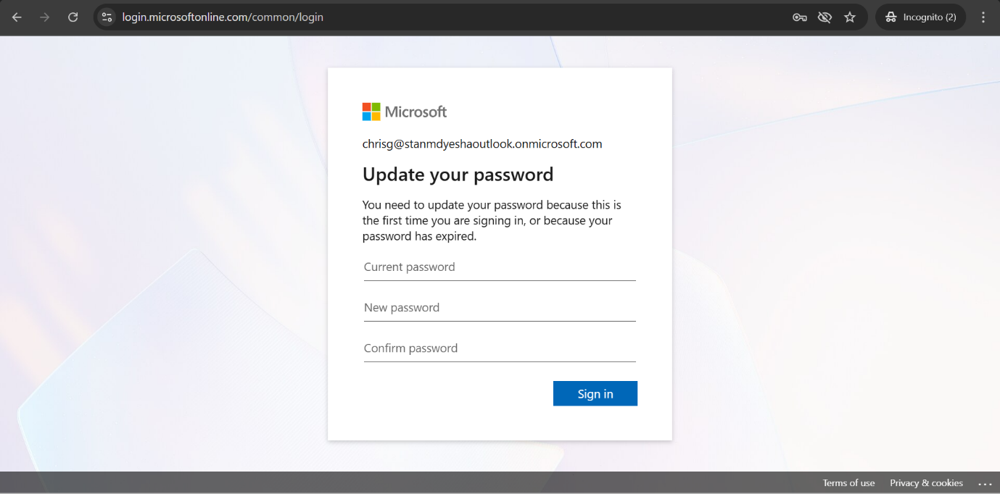 login.microsoftonline.com/common/login
Incognito (2)
Microsoft
chrisg@stanmdyeshaoutlook.onmicrosoft.com
Update your password
You need to update your password because this is
the first time you are signing in, or because your
password has expired.
Current password
New password
Confirm password
Sign in
Terms of use
Privacy & cookies
...